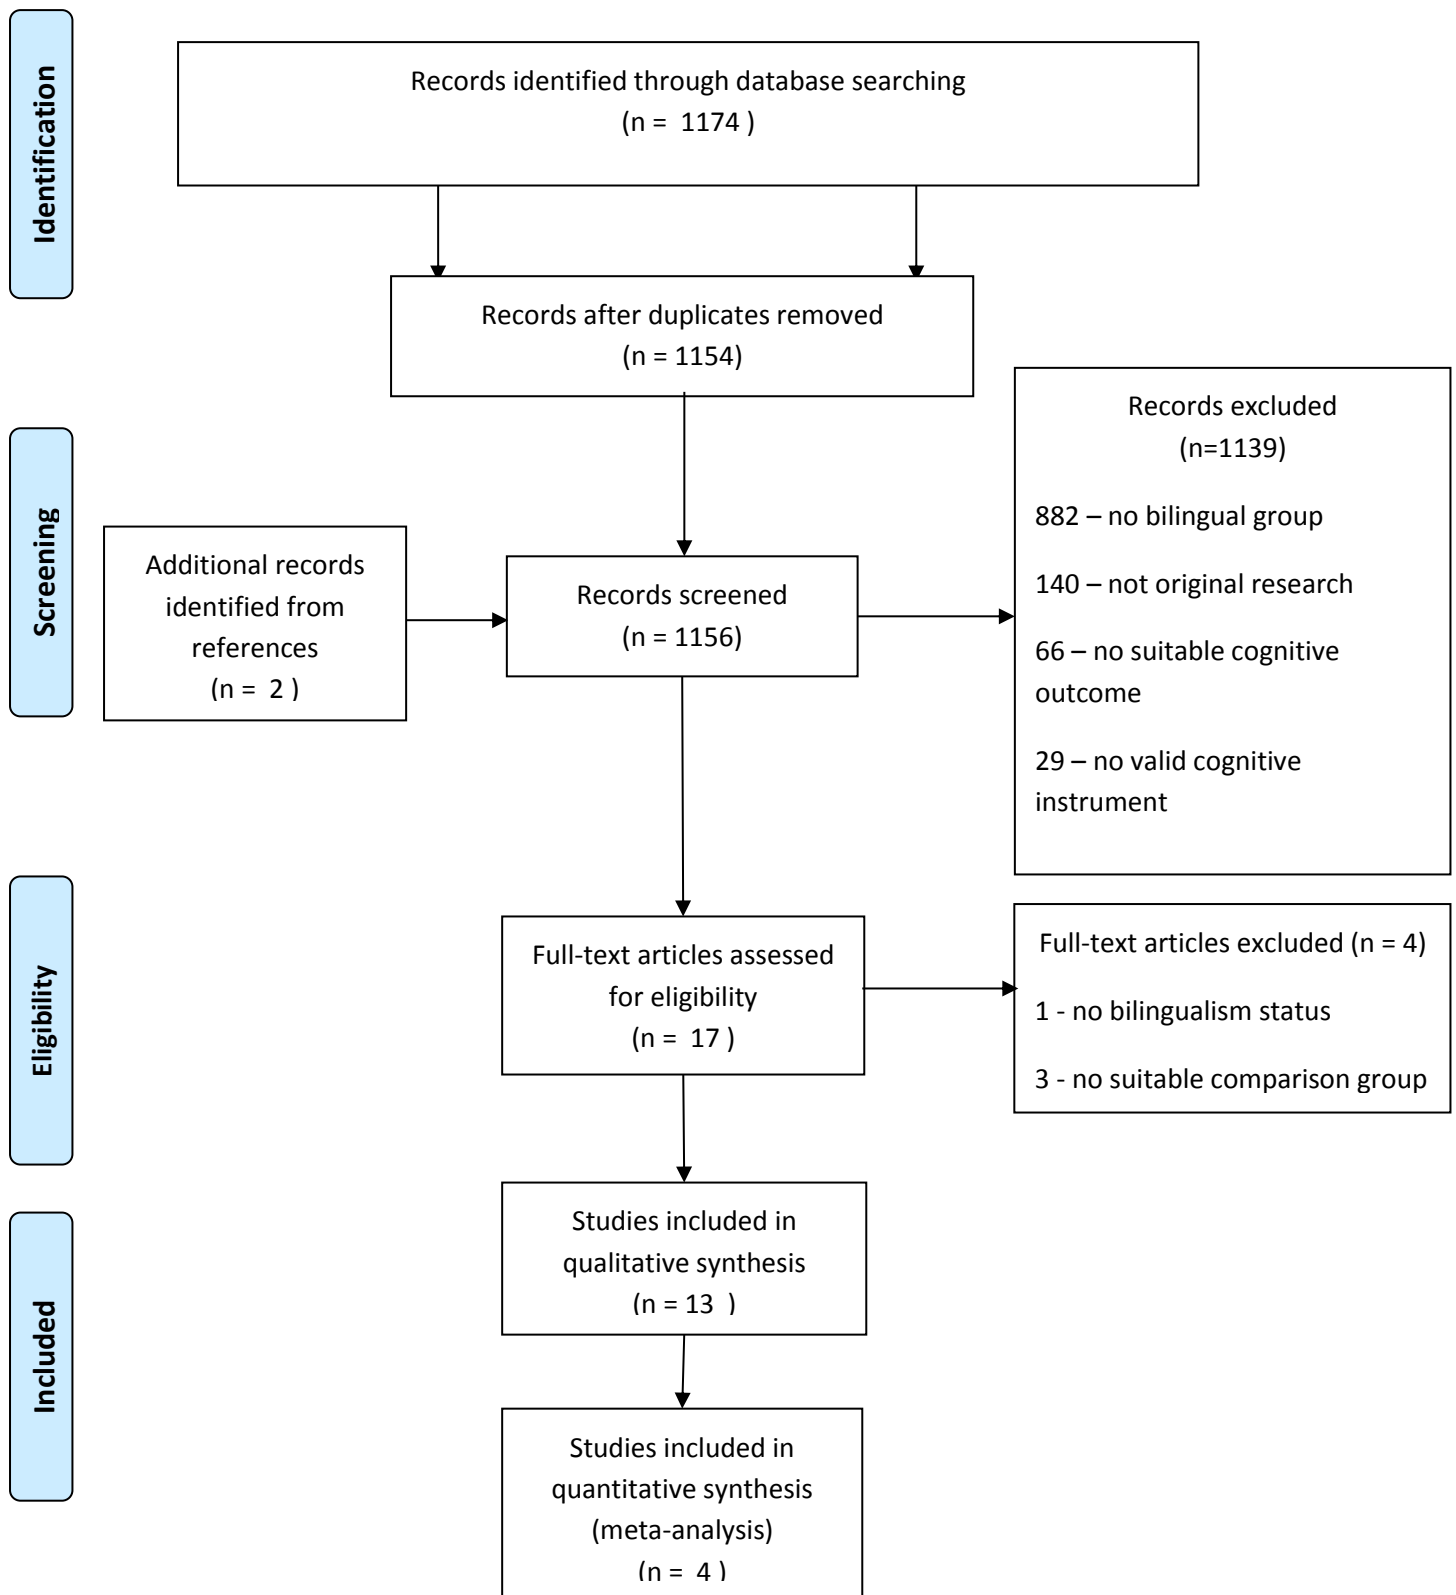 Identification
Records identified through database searching
(n =  1174 )
Records after duplicates removed
(n = 1154)
Records excluded
(n=1139)
882 – no bilingual group
140 – not original research
66 – no suitable cognitive
outcome
29 – no valid cognitive
instrument
Screening
Additional records
identified from
references
(n =  2 )
Records screened
(n = 1156)
Eligibility
Full-text articles assessed
for eligibility
(n =  17 )
Full-text articles excluded (n = 4)
1 - no bilingualism status
3 - no suitable comparison group
Included
Studies included in
qualitative synthesis
(n = 13  )
Studies included in
quantitative synthesis
(meta-analysis)
(n =  4 )